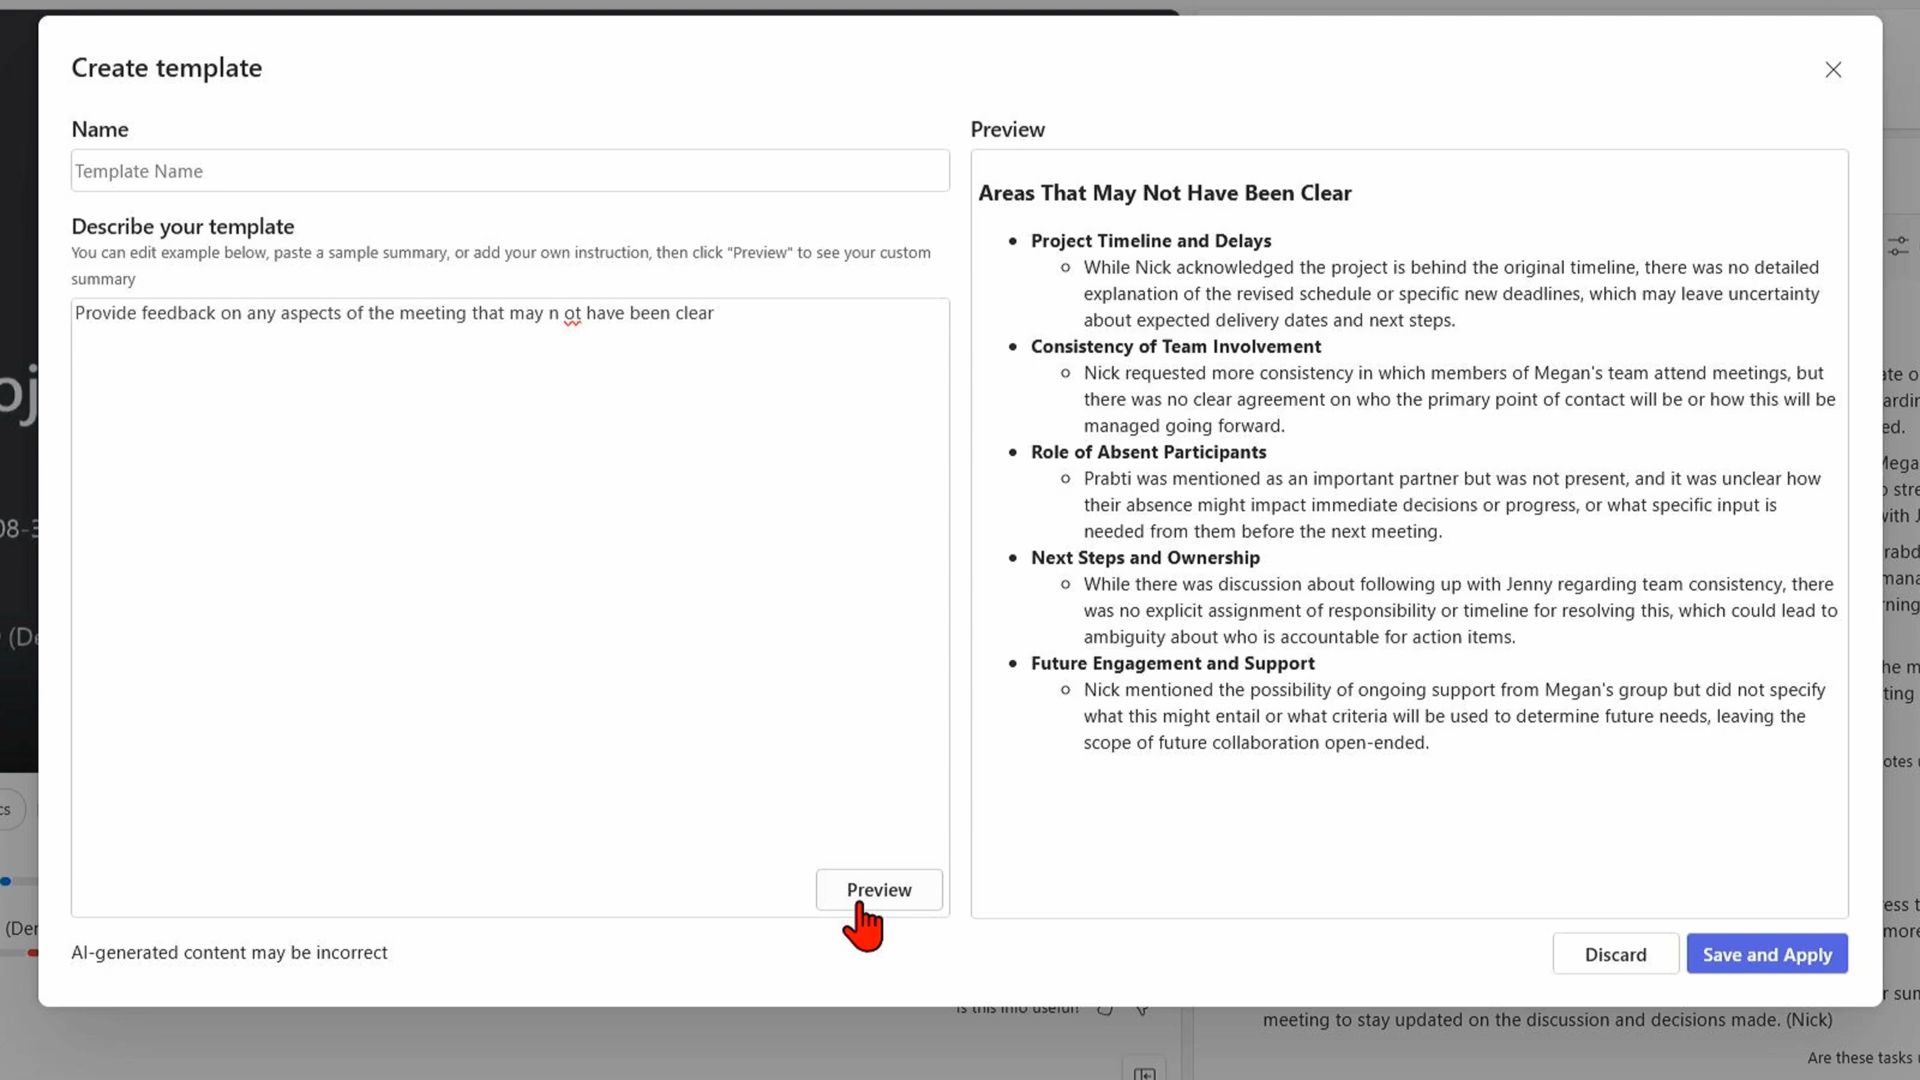 Create template
Name
Template Name
Describe your template
You can edit example below, paste a sample summary, or add your own instruction, then click "Preview" to see your custom
summary
Provide feedback on any aspects of the meeting that may n ot have been clear
Preview
AI-generated content may be incorrect
Preview
Areas That May Not Have Been Clear
• Project Timeline and Delays
○ While Nick acknowledged the project is behind the original timeline, there was no detailed
explanation of the revised schedule or specific new deadlines, which may leave uncertainty
about expected delivery dates and next steps.
• Consistency of Team Involvement
○ Nick requested more consistency in which members of Megan's team attend meetings, but
there was no clear agreement on who the primary point of contact will be or how this will be
managed going forward.
• Role of Absent Participants
○ Prabti was mentioned as an important partner but was not present, and it was unclear how
their absence might impact immediate decisions or progress, or what specific input is
needed from them before the next meeting.
• Next Steps and Ownership
○ While there was discussion about following up with Jenny regarding team consistency, there
was no explicit assignment of responsibility or timeline for resolving this, which could lead to
ambiguity about who is accountable for action items.
• Future Engagement and Support
○ Nick mentioned the possibility of ongoing support from Megan's group but did not specify
what this might entail or what criteria will be used to determine future needs, leaving the
scope of future collaboration open-ended.
Discard
Save and Apply
meeting to stay updated on the discussion and decisions made. (Nick)
Are these tasks